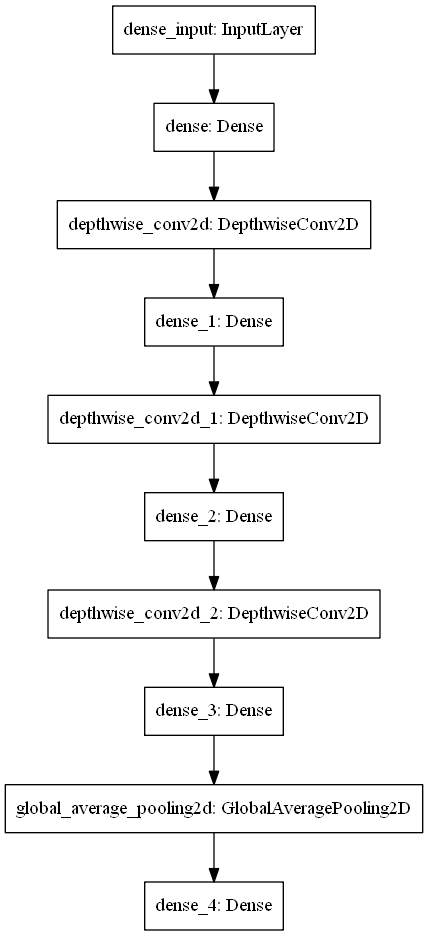 dense_input: InputLayer
dense: Dense
depthwise_conv2d: DepthwiseConv2D
dense_1: Dense
depthwise_conv2d_1: DepthwiseConv2D
dense_2: Dense
depthwise_conv2d_2: DepthwiseConv2D
dense_3: Dense
global_average_pooling2d: GlobalAveragePooling2D
dense_4: Dense